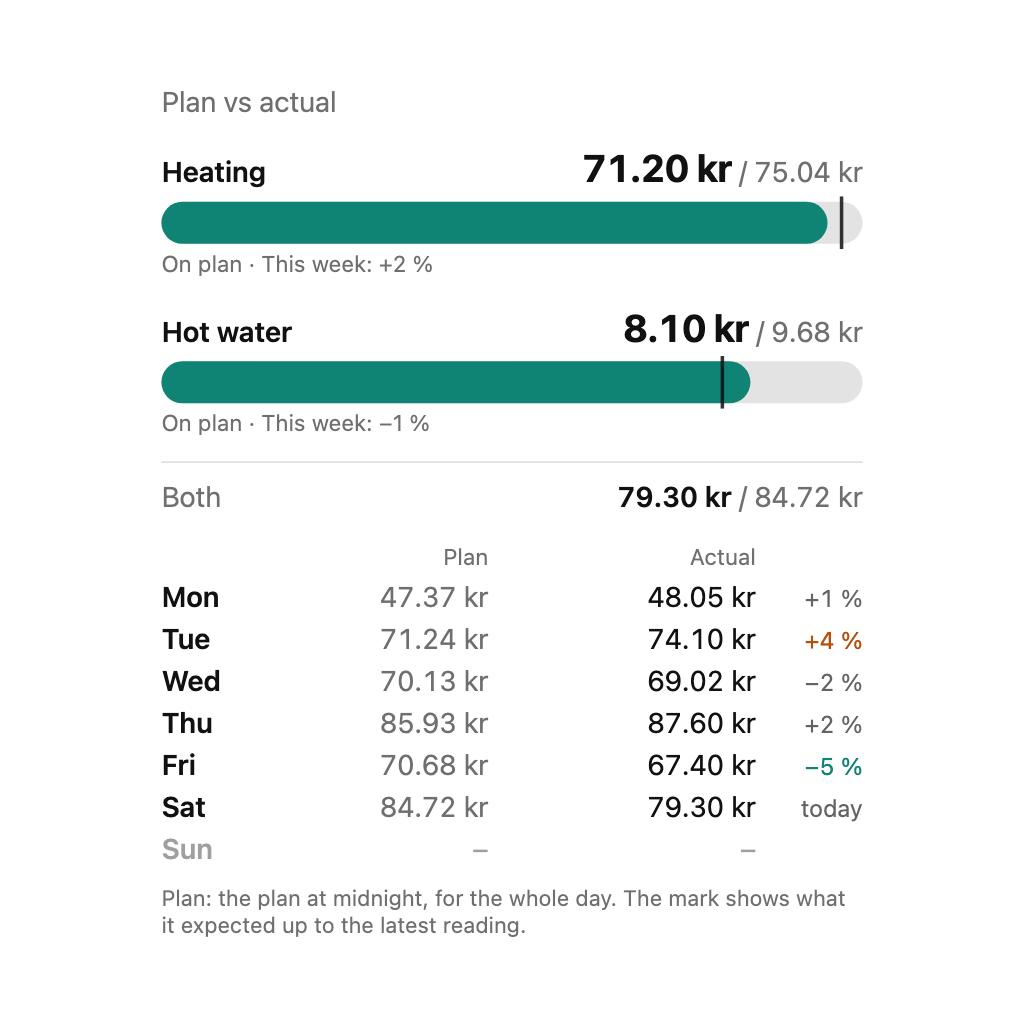 Plan vs actual
Heating 71.20 kr / 75.04 kr
On plan · This week: +2 %
Hot water 8.10 kr / 9.68 kr
On plan · This week: −1 %
Both 79.30 kr / 84.72 kr
Plan Actual
Mon 47.37 kr 48.05 kr +1 %
Tue 71.24 kr 74.10 kr +4 %
Wed 70.13 kr 69.02 kr −2 %
Thu 85.93 kr 87.60 kr +2 %
Fri 70.68 kr 67.40 kr −5 %
Sat 84.72 kr 79.30 kr today
Sun – –
Plan: the plan at midnight, for the whole day. The mark shows what
it expected up to the latest reading.